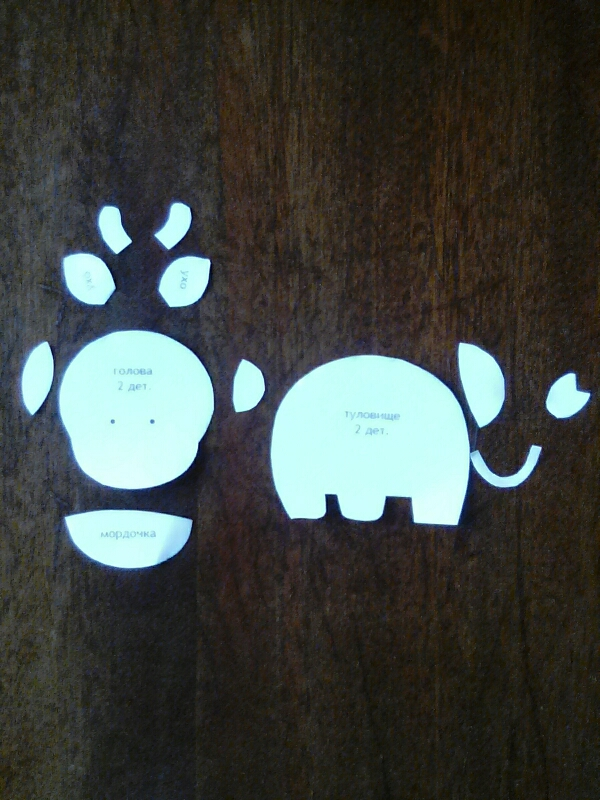 ухо
ухо
голова
2 дет.
туловище
2 дет.
мордочка